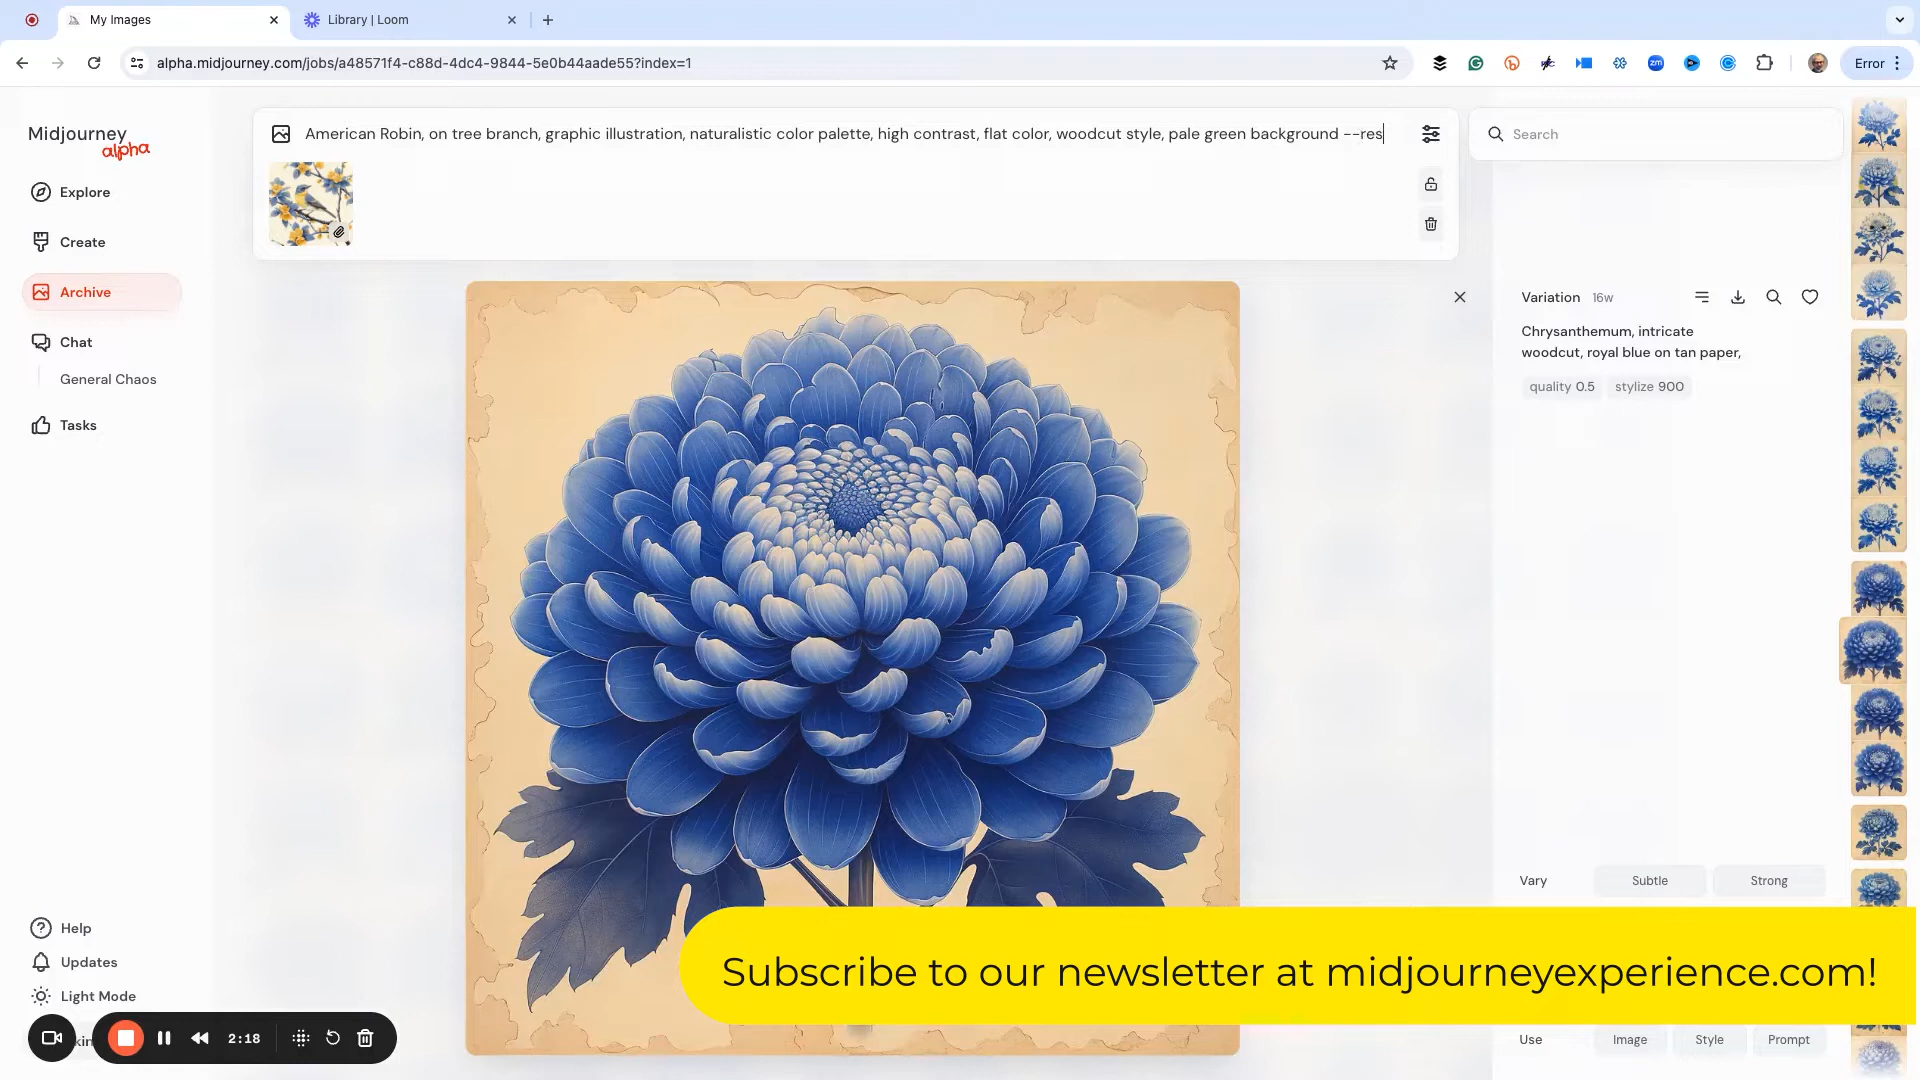 My Images
Library | Loom
alpha.midjourney.com/jobs/a48571f4-c88d-4dc4-9844-5e0b44aade55?index=1
Error
Midjourney
alpha
American Robin, on tree branch, graphic illustration, naturalistic color palette, high contrast, flat color, woodcut style, pale green background --res
Search
Explore
Create
Archive
Chat
General Chaos
Tasks
Variation 16w
Chrysanthemum, intricate
woodcut, royal blue on tan paper,
quality 0.5 stylize 900
Vary Subtle Strong
Help
Updates
Light Mode
Subscribe to our newsletter at midjourneyexperience.com!
2:18
Use Image Style Prompt